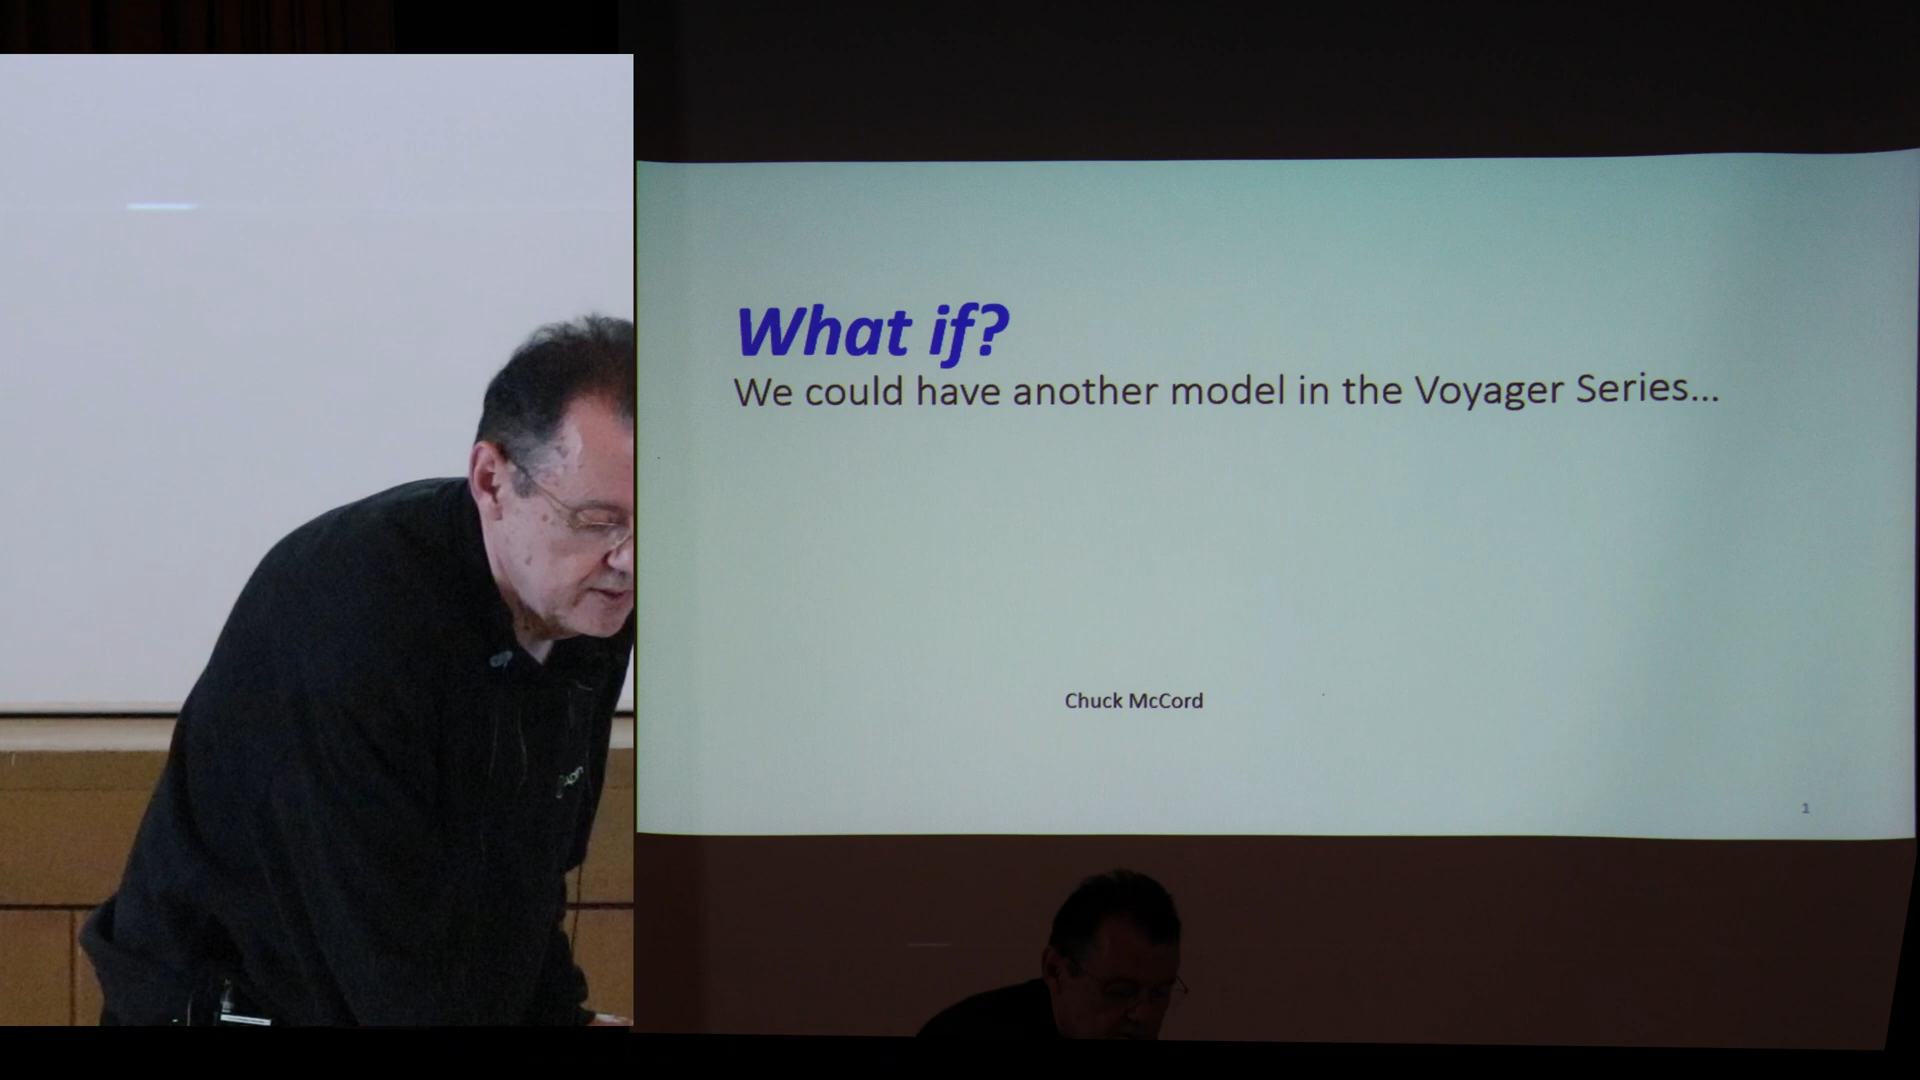 What if?
We could have another model in the Voyager Series...
Chuck McCord
1